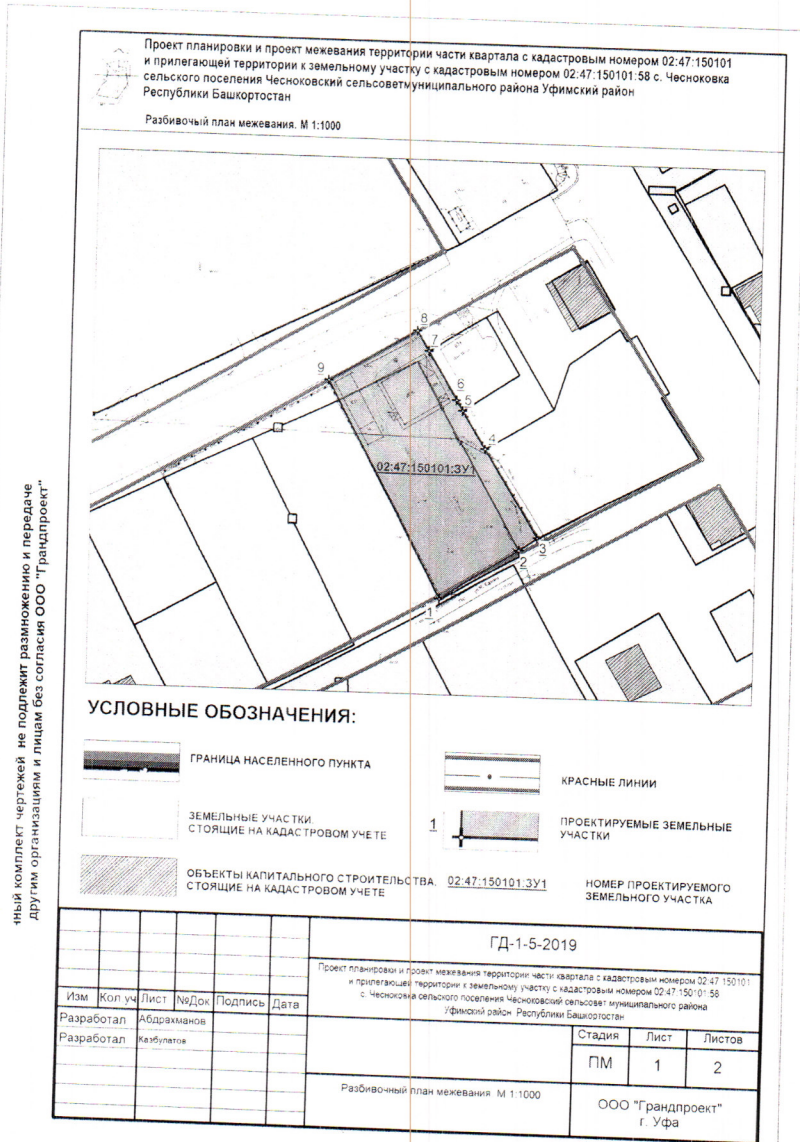 Проект планировки и проект межевания территории части квартала с кадастровым номером 02:47:150101
и прилегающей территории к земельному участку с кадастровым номером 02:47:150101:58 с. Чесноковка
сельского поселения Чесноковский сельсоветмуниципального района Уфимский район
Республики Башкортостан
Разбивочый план межевания. М 1:1000
8
7
9
6
5
4
02:47:150101:ЗУ1
3
2
1
тный комплект чертежей не подлежит размножению и передаче
другим организациям и лицам без согласия ООО "Грандпроект"
УСЛОВНЫЕ ОБОЗНАЧЕНИЯ:
ГРАНИЦА НАСЕЛЕННОГО ПУНКТА
КРАСНЫЕ ЛИНИИ
ЗЕМЕЛЬНЫЕ УЧАСТКИ,
СТОЯЩИЕ НА КАДАСТРОВОМ УЧЕТЕ
1
ПРОЕКТИРУЕМЫЕ ЗЕМЕЛЬНЫЕ
УЧАСТКИ
ОБЪЕКТЫ КАПИТАЛЬНОГО СТРОИТЕЛЬСТВА,
СТОЯЩИЕ НА КАДАСТРОВОМ УЧЕТЕ
02:47:150101:ЗУ1
НОМЕР ПРОЕКТИРУЕМОГО
ЗЕМЕЛЬНОГО УЧАСТКА
ГД-1-5-2019
Проект планировки и проект межевания территории части квартала с кадастровым номером 02:47:150101
и прилегающей территории к земельному участку с кадастровым номером 02:47:150101:58
с. Чесноковка сельского поселения Чесноковский сельсовет муниципального района
Уфимский район Республики Башкортостан
Изм Кол уч Лист №Док Подпись Дата
Разработал Абдрахманов
Разработал Казбулатов
Стадия Лист Листов
ПМ 1 2
Разбивочный план межевания М 1:1000
ООО "Грандпроект"
г. Уфа